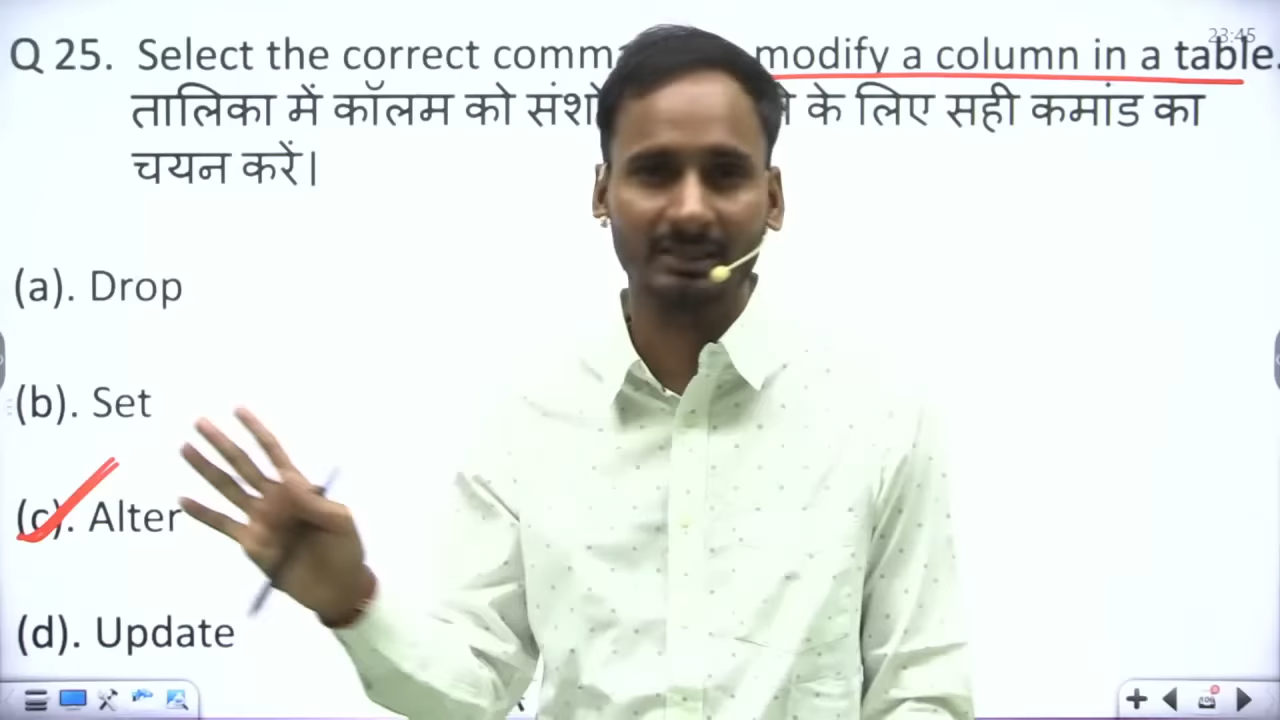 23:45
Q 25. Select the correct modify a column in a table.
तालिका में कॉलम को के लिए सही कमांड का
चयन करें।
(a). Drop
(b). Set
(c). Alter
(d). Update